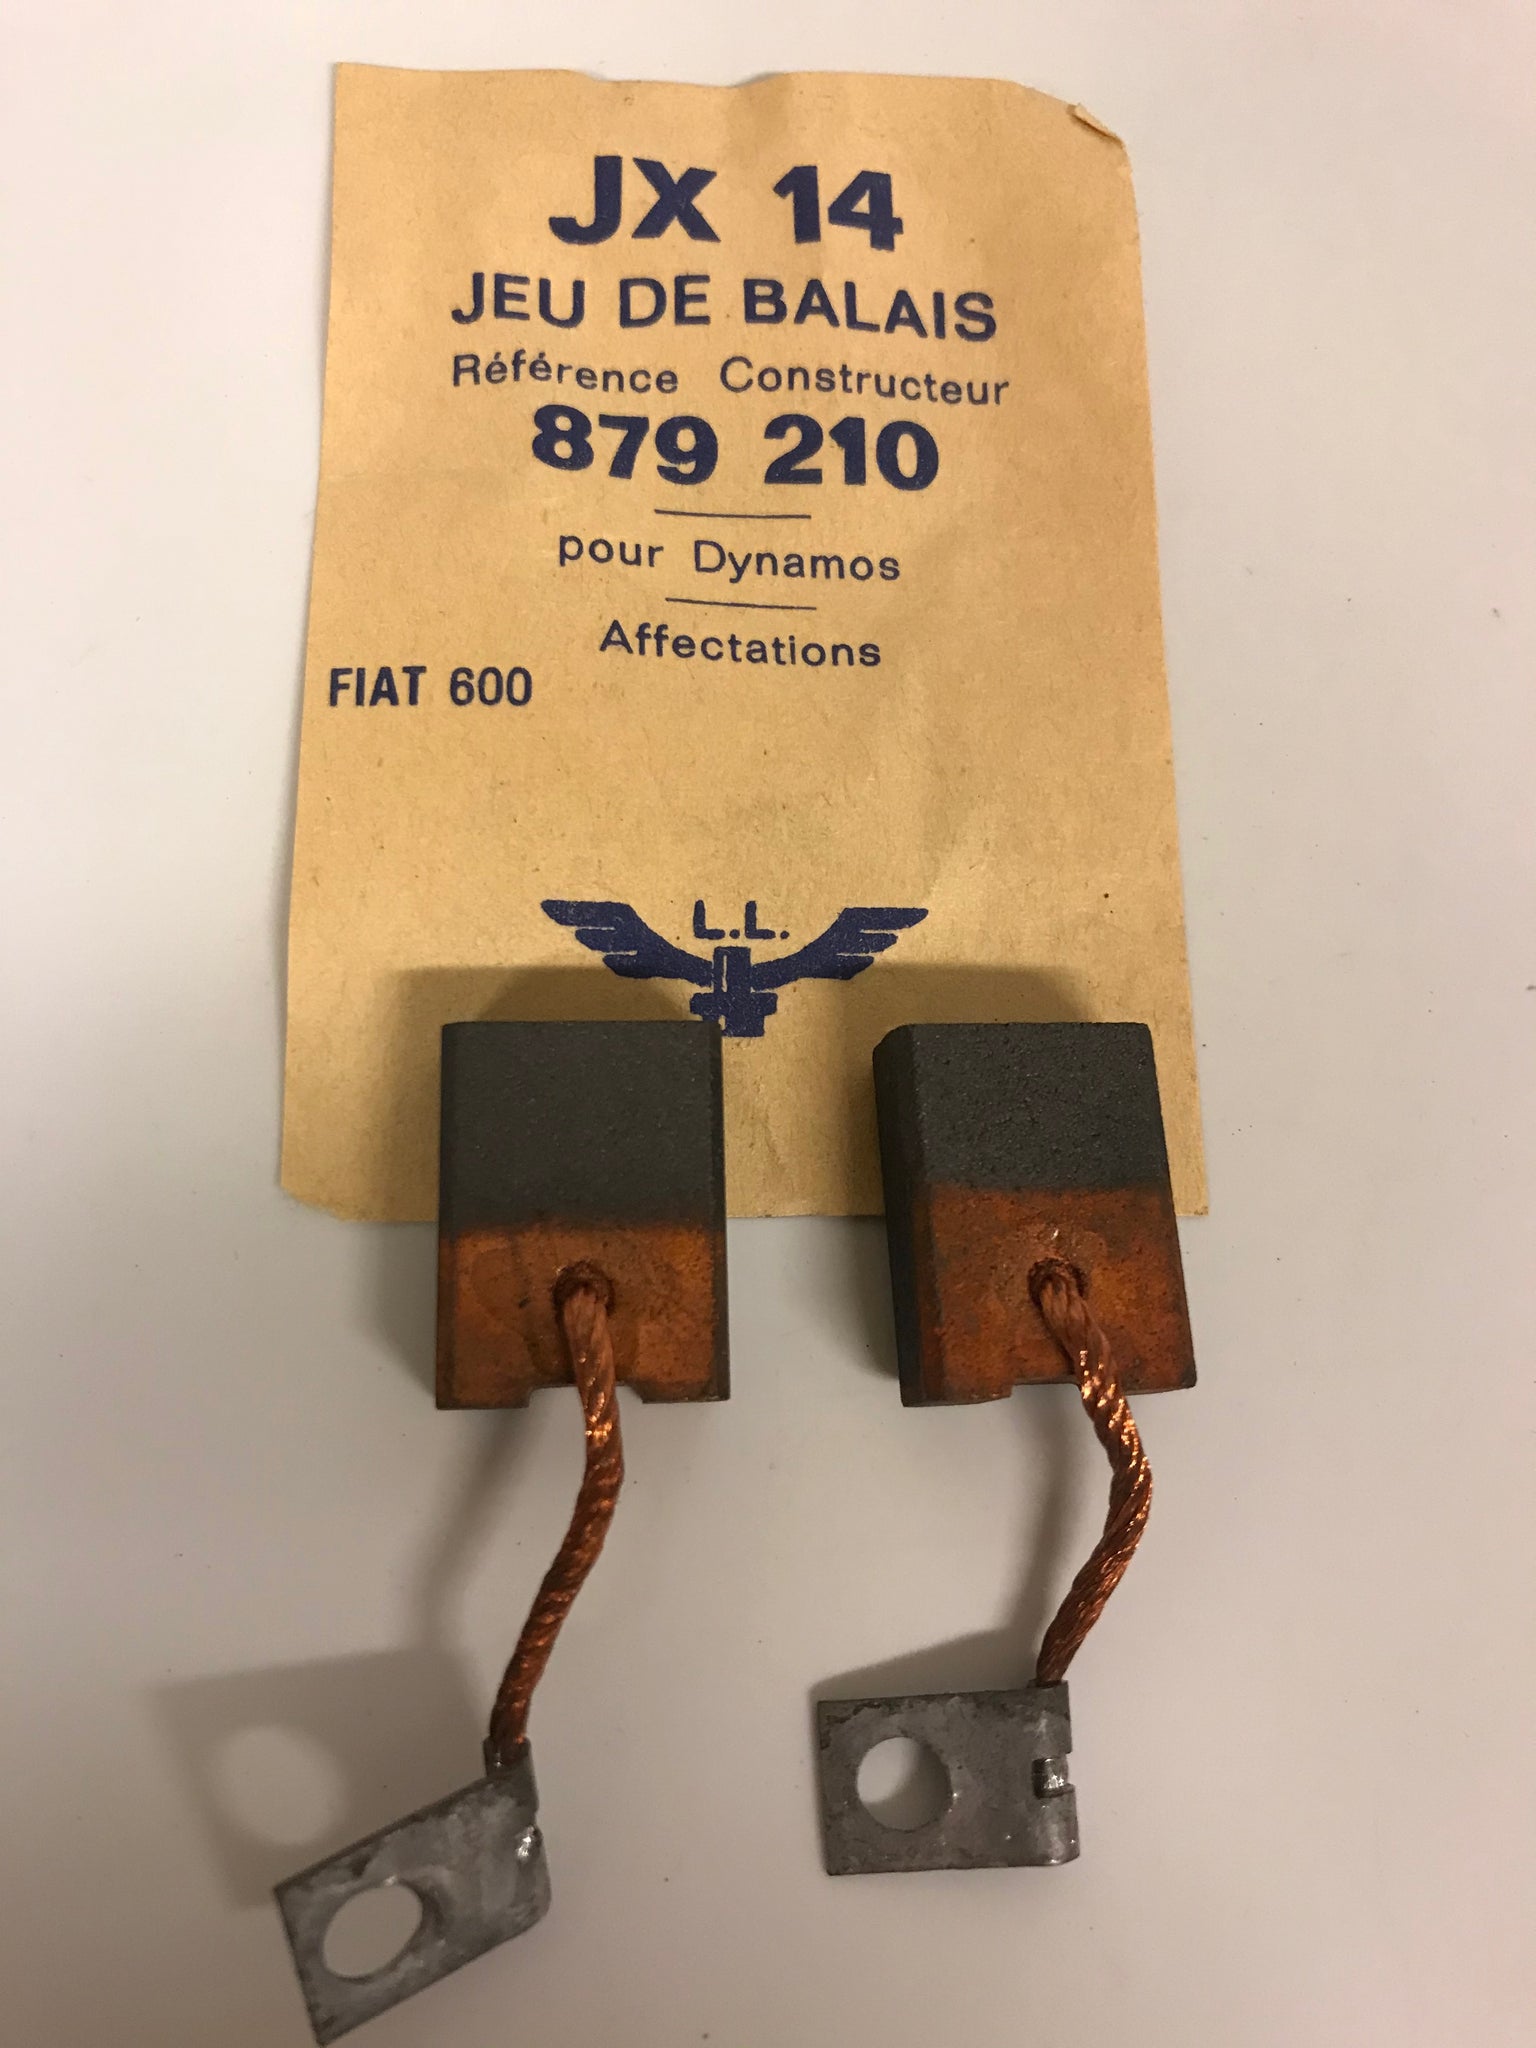 JX 14
JEU DE BALAIS
Référence Constructeur
879 210
pour Dynamos
Affectations
FIAT 600
L.L.